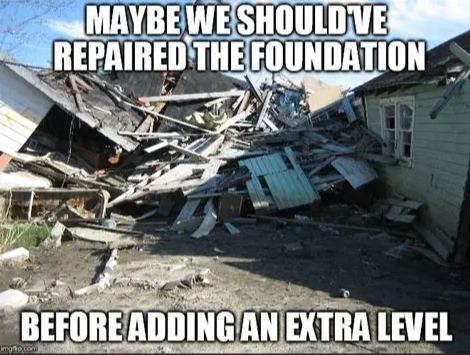 MAYBE WE SHOULD'VE
REPAIRED THE FOUNDATION
BEFORE ADDING AN EXTRA LEVEL
imgflip.com